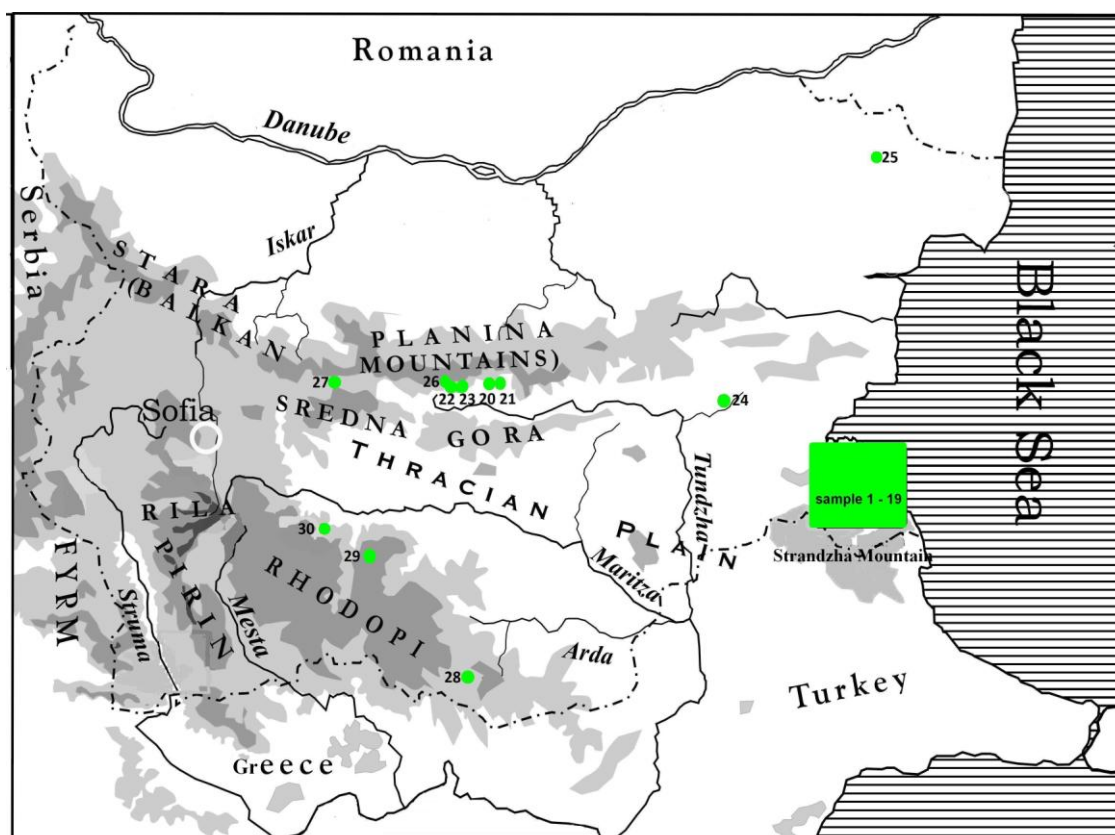 Romania
Danube
25
Serbia
Iskar
STARA
(BALKAN
PLANINA
MOUNTAINS)
Black Sea
27
26
22 23 20 21
24
Sofia
SREDNA
GORA
THRACIAN
PLAIN
Tundzha
sample 1 - 19
RILA
30
29
Strandzha Mountain
FYRM
PIRIN
RHODOPI
Maritza
Struma
Mesta
28
Arda
Turkey
Greece